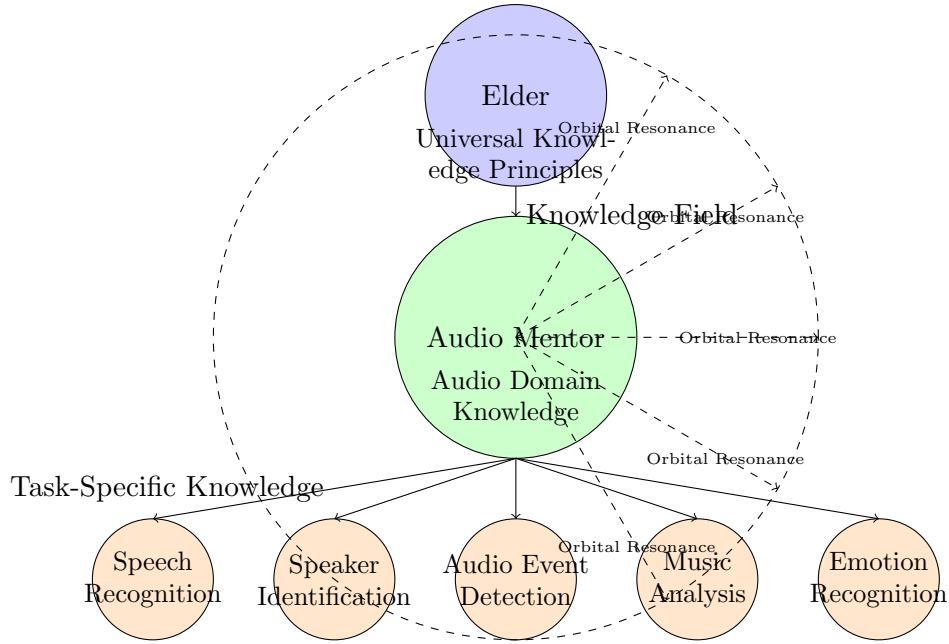 Elder
Orbital Resonance
Universal Knowl-
edge Principles
Knowledge Field
Orbital Resonance
Audio Mentor
Orbital Resonance
Audio Domain
Knowledge
Orbital Resonance
Task-Specific Knowledge
Orbital Resonance
Speech
Recognition
Speaker
Identification
Audio Event
Detection
Music
Analysis
Emotion
Recognition